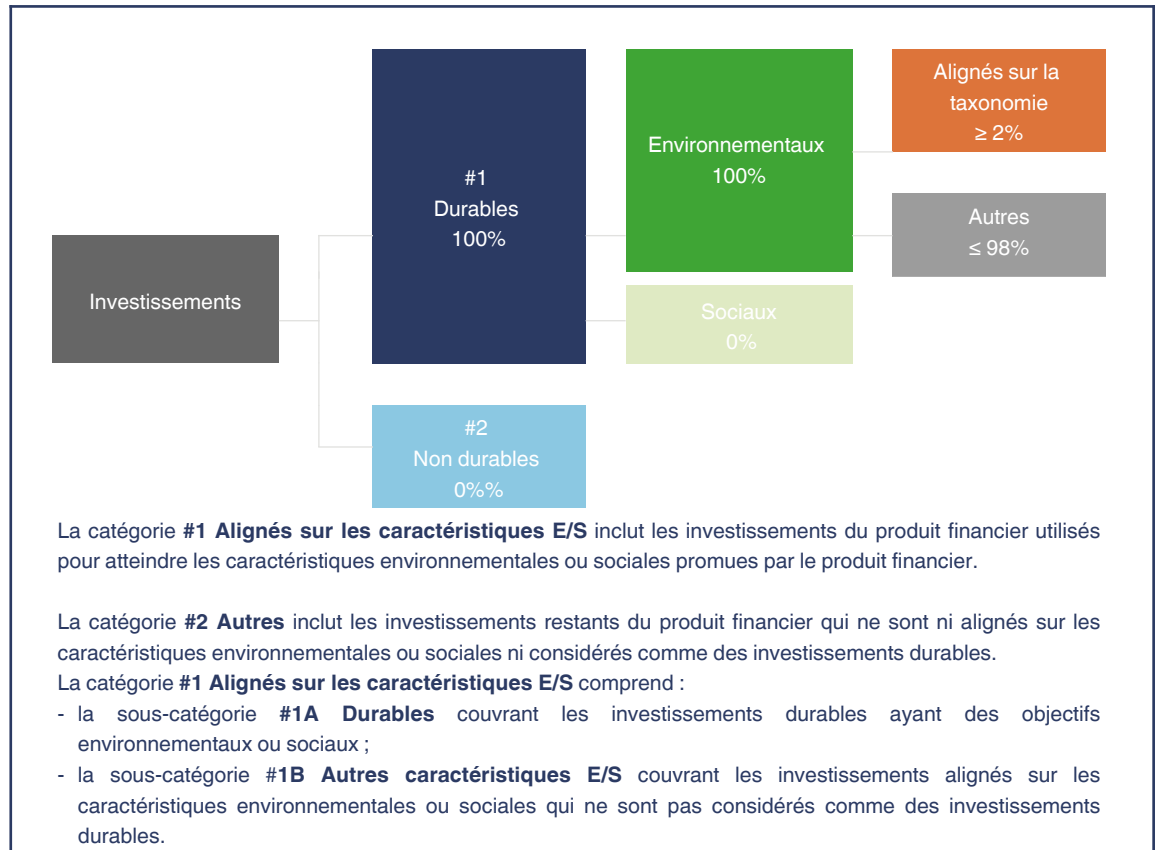 Investissements
#1
Durables
100%
Environnementaux
100%
Sociaux
0%
Alignés sur la
taxonomie
≥ 2%
Autres
≤ 98%
#2
Non durables
0%%
La catégorie #1 Alignés sur les caractéristiques E/S inclut les investissements du produit financier utilisés
pour atteindre les caractéristiques environnementales ou sociales promues par le produit financier.
La catégorie #2 Autres inclut les investissements restants du produit financier qui ne sont ni alignés sur les
caractéristiques environnementales ou sociales ni considérés comme des investissements durables.
La catégorie #1 Alignés sur les caractéristiques E/S comprend :
- la sous-catégorie #1A Durables couvrant les investissements durables ayant des objectifs
environnementaux ou sociaux ;
- la sous-catégorie #1B Autres caractéristiques E/S couvrant les investissements alignés sur les
caractéristiques environnementales ou sociales qui ne sont pas considérés comme des investissements
durables.